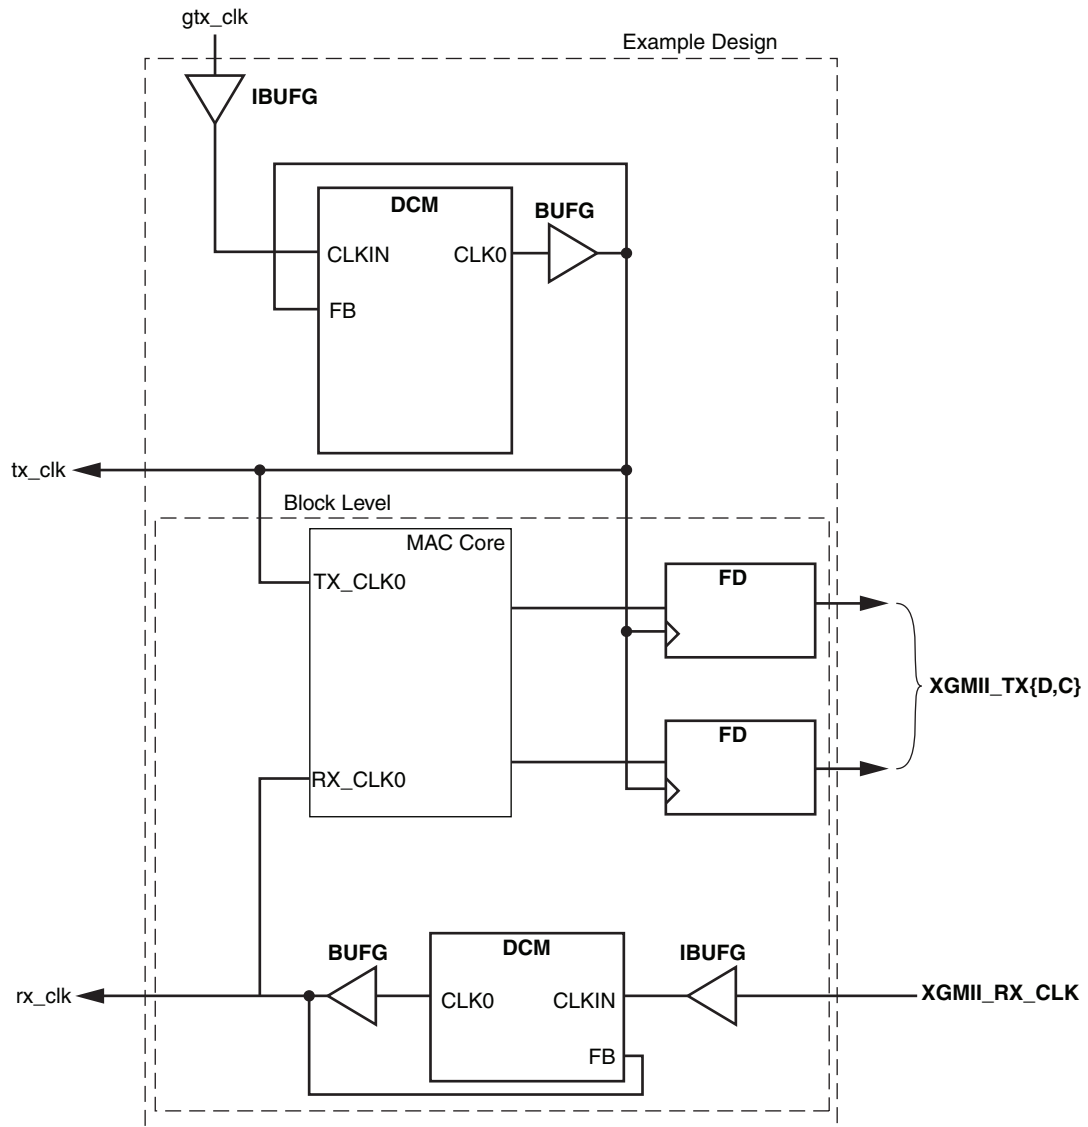 gtx_clk
Example Design
IBUFG
DCM
BUFG
CLKIN
CLK0
FB
tx_clk
Block Level
MAC Core
TX_CLK0
FD
XGMII_TX{D,C}
FD
RX_CLK0
BUFG
DCM
IBUFG
rx_clk
CLK0
CLKIN
XGMII_RX_CLK
FB